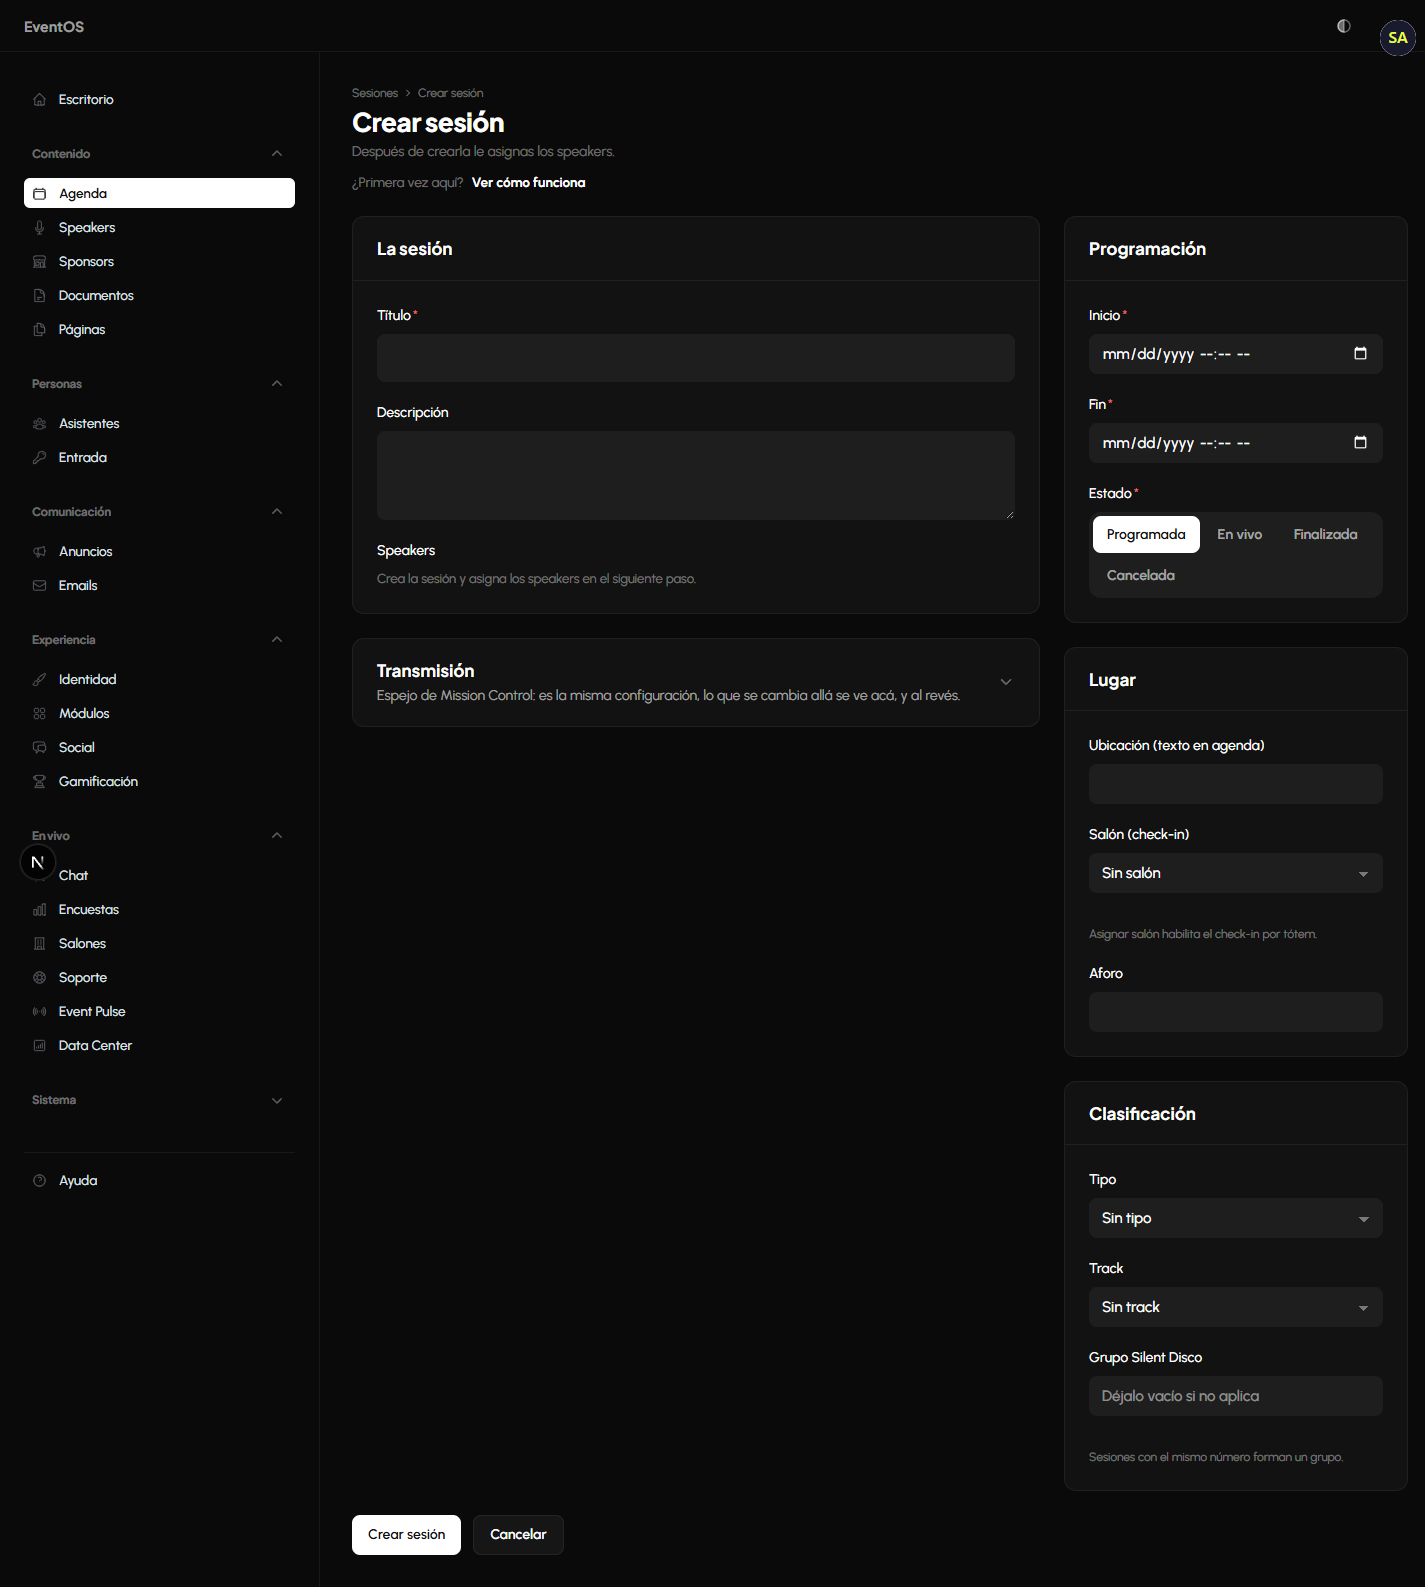 EventOS
SA
Escritorio
Contenido
Agenda
Speakers
Sponsors
Documentos
Páginas
Personas
Asistentes
Entrada
Comunicación
Anuncios
Emails
Experiencia
Identidad
Módulos
Social
Gamificación
En vivo
N
Chat
Encuestas
Salones
Soporte
Event Pulse
Data Center
Sistema
Ayuda
Sesiones > Crear sesión
Crear sesión
Después de crearla le asignas los speakers.
¿Primera vez aquí? Ver cómo funciona
La sesión
Título*
Descripción
Speakers
Crea la sesión y asigna los speakers en el siguiente paso.
Transmisión
Espejo de Mission Control: es la misma configuración, lo que se cambia allá se ve acá, y al revés.
Programación
Inicio*
mm/dd/yyyy --:-- --
Fin*
mm/dd/yyyy --:-- --
Estado*
Programada En vivo Finalizada
Cancelada
Lugar
Ubicación (texto en agenda)
Salón (check-in)
Sin salón
Asignar salón habilita el check-in por tótem.
Aforo
Clasificación
Tipo
Sin tipo
Track
Sin track
Grupo Silent Disco
Déjalo vacío si no aplica
Sesiones con el mismo número forman un grupo.
Crear sesión Cancelar